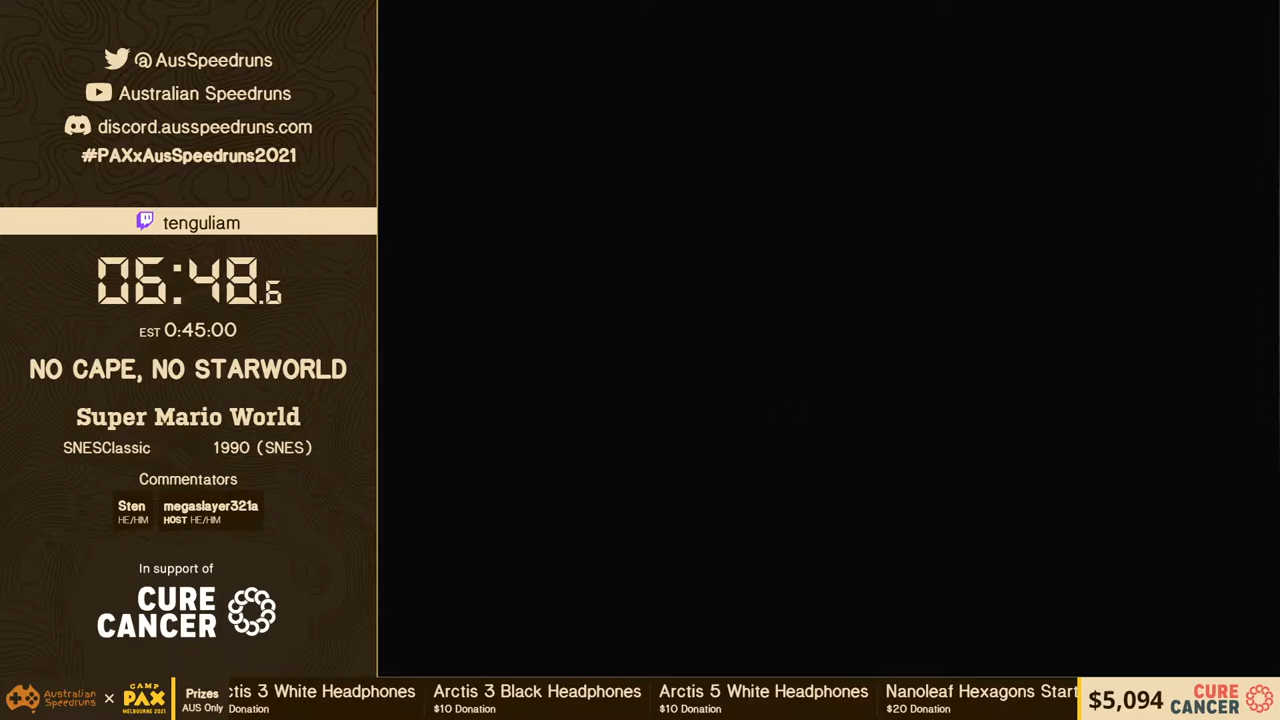 @AusSpeedruns
Australian Speedruns
discord.ausspeedruns.com
#PAXxAusSpeedruns2021
tenguliam
06:48.6
EST 0:45:00
NO CAPE, NO STARWORLD
Super Mario World
SNESClassic 1990 (SNES)
Commentators
Sten megaslayer321a
HE/HIM HOST HE/HIM
In support of
CURE
CANCER
Australian Speedruns × CAMP PAX MELBOURNE 2021
Prizes
AUS Only
ctis 3 White Headphones
Donation
Arctis 3 Black Headphones
$10 Donation
Arctis 5 White Headphones
$10 Donation
Nanoleaf Hexagons Start
$20 Donation
$5,094 CURE CANCER